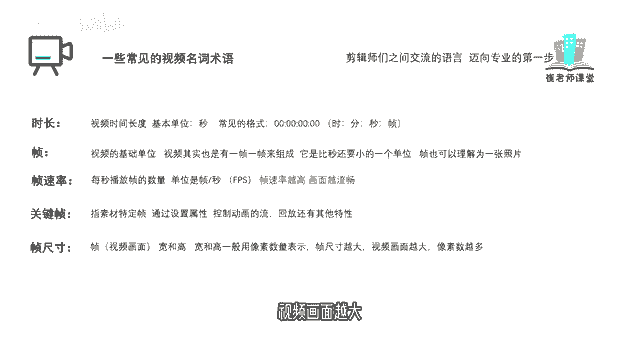 一些常见的视频名词术语
剪辑师们之间交流的语言 迈向专业的第一步
崔老师课堂
时长： 视频时间长度 基本单位：秒 常见的格式：00:00:00:00 （时：分：秒：帧）
帧： 视频的基础单位 视频其实也是有一帧一帧来组成 它是比秒还要小的一个单位 帧也可以理解为一张照片
帧速率： 每秒播放帧的数量 单位是帧/秒 （FPS） 帧速率越高 画面越流畅
关键帧： 指素材特定帧 通过设置属性 控制动画的流、回放还有其他特性
帧尺寸： 帧（视频画面）宽和高 宽和高一般用像素数量表示，帧尺寸越大，视频画面越大，像素数越多
视频画面越大